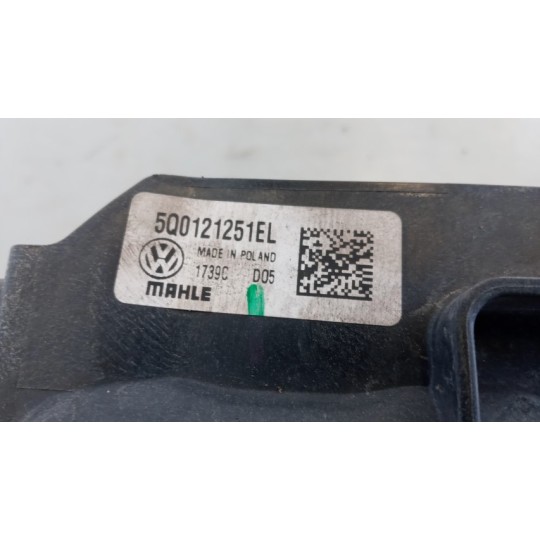 5Q0121251EL
MADE IN POLAND
1739C D05
MAHLE